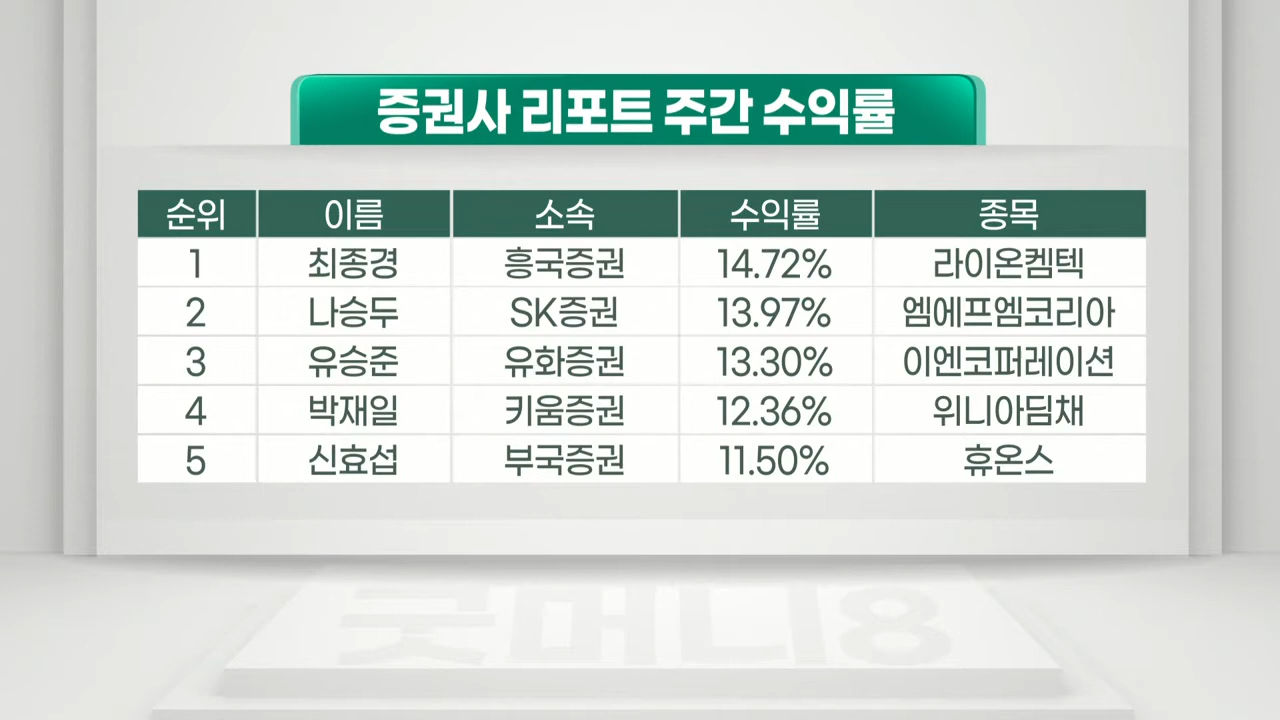 증권사 리포트 주간 수익률
순위 이름 소속 수익률 종목
1 최종경 흥국증권 14.72% 라이온켐텍
2 나승두 SK증권 13.97% 엠에프엠코리아
3 유승준 유화증권 13.30% 이엔코퍼레이션
4 박재일 키움증권 12.36% 위니아딤채
5 신효섭 부국증권 11.50% 휴온스
굿머니8